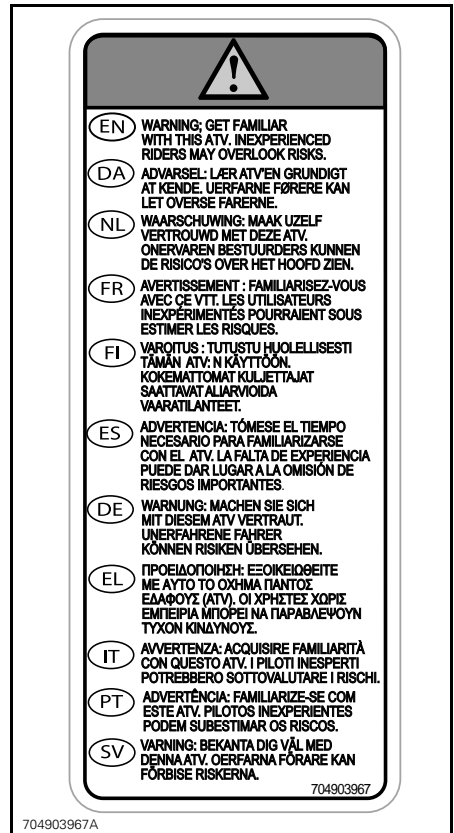 EN WARNING; GET FAMILIAR
WITH THIS ATV. INEXPERIENCED
RIDERS MAY OVERLOOK RISKS.
DA ADVARSEL: LÆR ATV'EN GRUNDIGT
AT KENDE. UERFARNE FØRERE KAN
LET OVERSE FARERNE.
NL WAARSCHUWING: MAAK UZELF
VERTROUWD MET DEZE ATV.
ONERVAREN BESTUURDERS KUNNEN
DE RISICO'S OVER HET HOOFD ZIEN.
FR AVERTISSEMENT : FAMILIARISEZ-VOUS
AVEC CE VTT. LES UTILISATEURS
INEXPÉRIMENTÉS POURRAIENT SOUS
ESTIMER LES RISQUES.
FI VAROITUS : TUTUSTU HUOLELLISESTI
TÄMÄN ATV: N KÄYTTÖÖN.
KOKEMATTOMAT KULJETTAJAT
SAATTAVAT ALIARVIOIDA
VAARATILANTEET.
ES ADVERTENCIA: TÓMESE EL TIEMPO
NECESARIO PARA FAMILIARIZARSE
CON EL ATV. LA FALTA DE EXPERIENCIA
PUEDE DAR LUGAR A LA OMISIÓN DE
RIESGOS IMPORTANTES.
DE WARNUNG: MACHEN SIE SICH
MIT DIESEM ATV VERTRAUT.
UNERFAHRENE FAHRER
KÖNNEN RISIKEN ÜBERSEHEN.
EL ΠΡΟΕΙΔΟΠΟΙΗΣΗ: ΕΞΟΙΚΕΙΩΘΕΙΤΕ
ΜΕ ΑΥΤΟ ΤΟ ΟΧΗΜΑ ΠΑΝΤΟΣ
ΕΔΑΦΟΥΣ (ATV). ΟΙ ΧΡΗΣΤΕΣ ΧΩΡΙΣ
ΕΜΠΕΙΡΙΑ ΜΠΟΡΕΙ ΝΑ ΠΑΡΑΒΛΕΨΟΥΝ
ΤΥΧΟΝ ΚΙΝΔΥΝΟΥΣ.
IT AVVERTENZA: ACQUISIRE FAMILIARITÀ
CON QUESTO ATV. I PILOTI INESPERTI
POTREBBERO SOTTOVALUTARE I RISCHI.
PT ADVERTÊNCIA: FAMILIARIZE-SE COM
ESTE ATV. PILOTOS INEXPERIENTES
PODEM SUBESTIMAR OS RISCOS.
SV VARNING: BEKANTA DIG VÄL MED
DENNA ATV. OERFARNA FÖRARE KAN
FÖRBISE RISKERNA.
704903967
704903967A